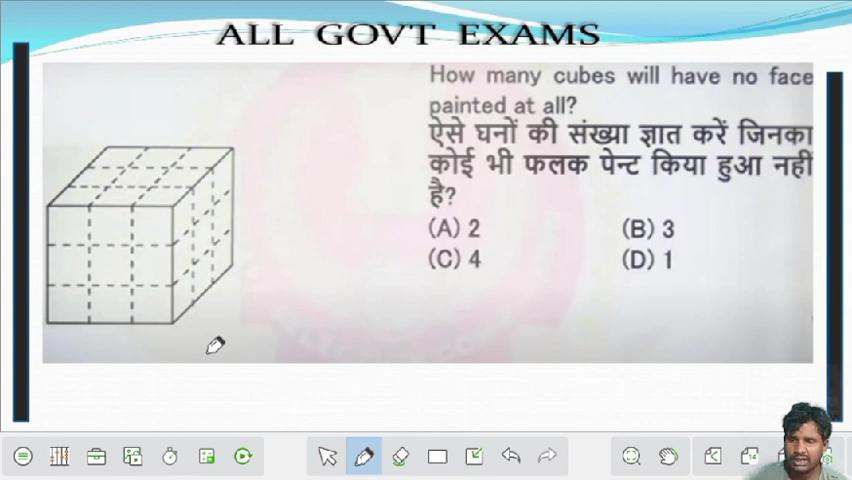 ALL GOVT EXAMS
How many cubes will have no face
painted at all?
ऐसे घनों की संख्या ज्ञात करें जिनका
कोई भी फलक पेन्ट किया हुआ नहीं
है?
(A) 2 (B) 3
(C) 4 (D) 1